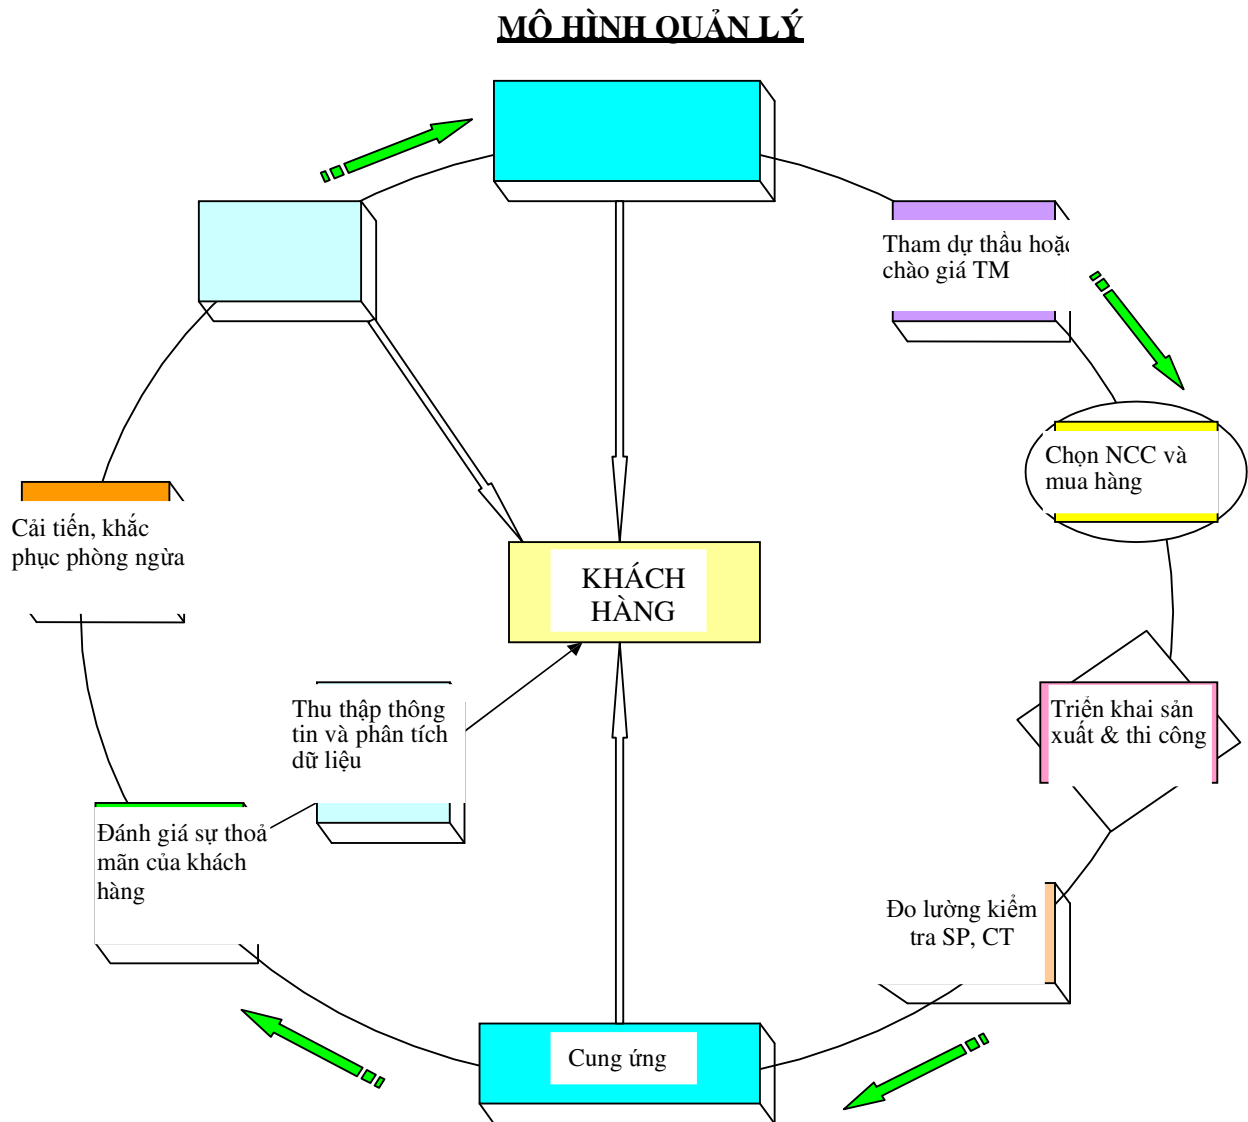 MÔ HÌNH QUẢN LÝ
Tham dự thầu hoặc
chào giá TM
Chọn NCC và
mua hàng
Cải tiến, khắc
phục phòng ngừa
KHÁCH
HÀNG
Thu thập thông
tin và phân tích
dữ liệu
Triển khai sản
xuất & thi công
Đánh giá sự thoả
mãn của khách
hàng
Đo lường kiểm
tra SP, CT
Cung ứng